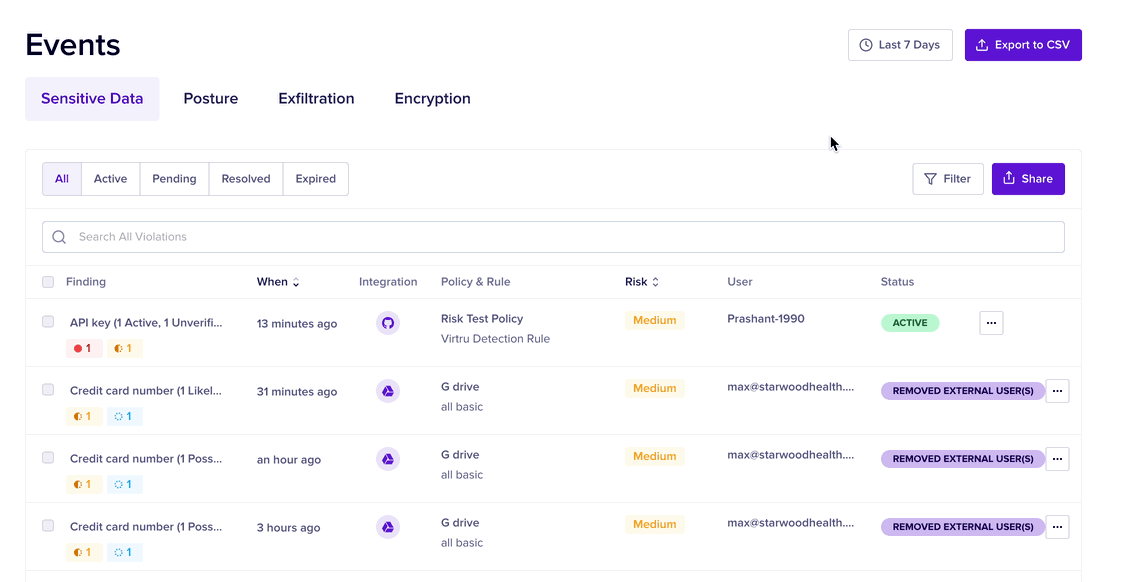 Events
Last 7 Days
Export to CSV
Sensitive Data
Posture
Exfiltration
Encryption
All
Active
Pending
Resolved
Expired
Filter
Share
Search All Violations
Finding
When
Integration
Policy & Rule
Risk
User
Status
API key (1 Active, 1 Unverifi...
13 minutes ago
Risk Test Policy
Virtru Detection Rule
Medium
Prashant-1990
ACTIVE
...
1
1
Credit card number (1 Likel...
31 minutes ago
G drive
all basic
Medium
max@starwoodhealth....
REMOVED EXTERNAL USER(S)
...
1
1
Credit card number (1 Poss...
an hour ago
G drive
all basic
Medium
max@starwoodhealth....
REMOVED EXTERNAL USER(S)
...
1
1
Credit card number (1 Poss...
3 hours ago
G drive
all basic
Medium
max@starwoodhealth....
REMOVED EXTERNAL USER(S)
...
1
1